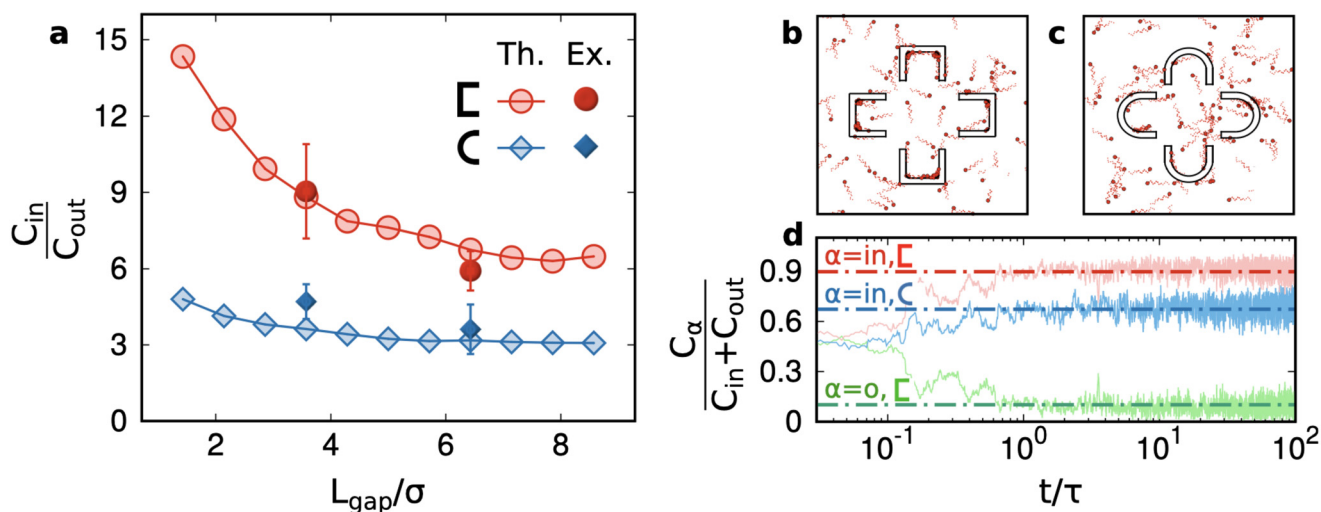 a
Th. Ex.
15
12
9
6
3
0
C_in
C_out
2 4 6 8
L_gap/σ
b
c
d
α=in,
α=in,
α=o,
0.9
0.6
0.3
0
C_α
C_in+C_out
10^-1 10^0 10^1 10^2
t/τ